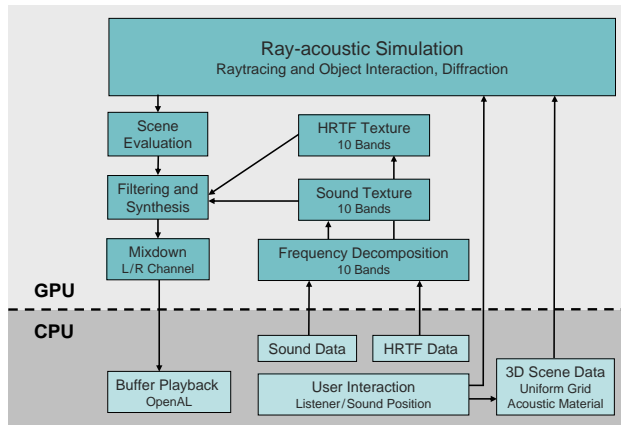 Ray-acoustic Simulation
Raytracing and Object Interaction, Diffraction
Scene
Evaluation
HRTF Texture
10 Bands
Filtering and
Synthesis
Sound Texture
10 Bands
Mixdown
L/R Channel
Frequency Decomposition
10 Bands
GPU
CPU
Sound Data
HRTF Data
Buffer Playback
OpenAL
User Interaction
Listener/Sound Position
3D Scene Data
Uniform Grid
Acoustic Material